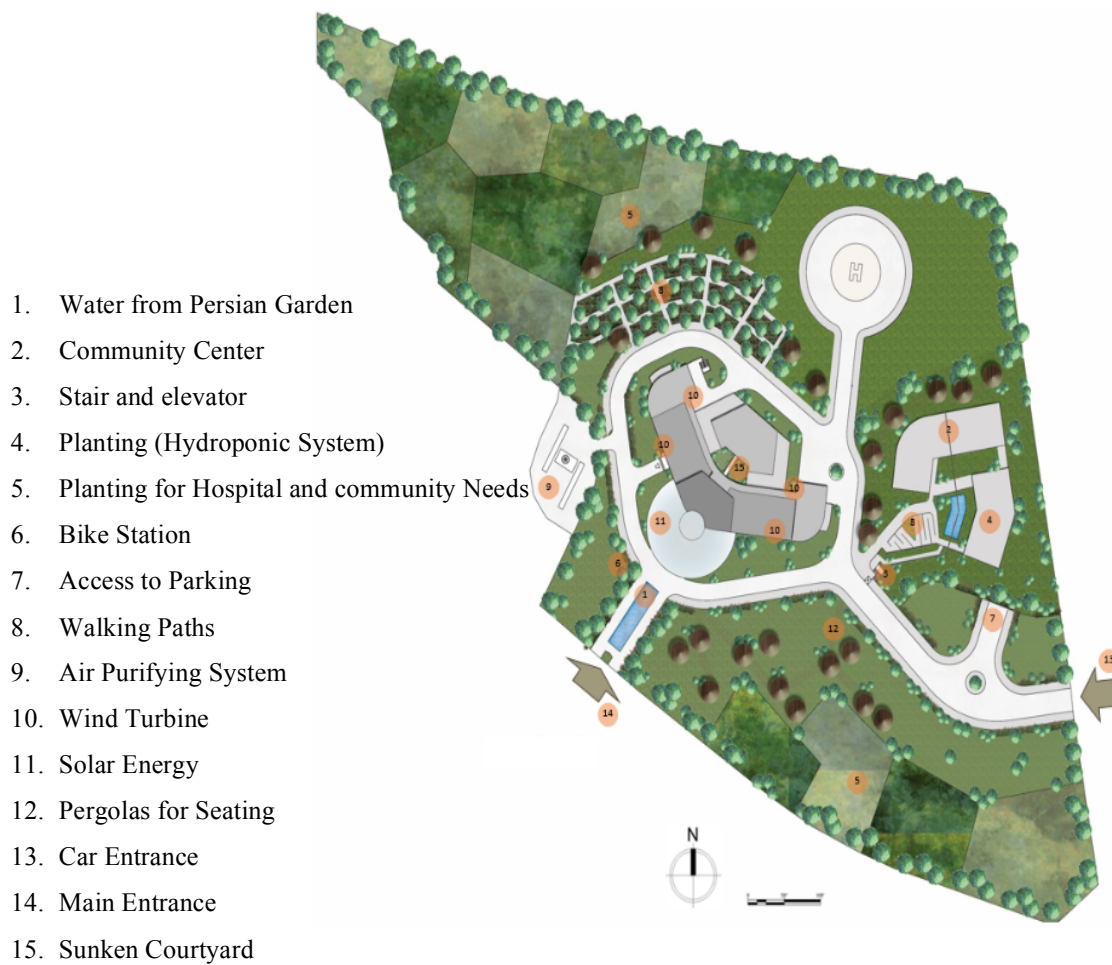 1. Water from Persian Garden
2. Community Center
3. Stair and elevator
4. Planting (Hydroponic System)
5. Planting for Hospital and community Needs
6. Bike Station
7. Access to Parking
8. Walking Paths
9. Air Purifying System
10. Wind Turbine
11. Solar Energy
12. Pergolas for Seating
13. Car Entrance
14. Main Entrance
15. Sunken Courtyard
5
H
8
10
2
10
15
9
10
11
4
8
10
6
3
1
7
12
13
14
5
N